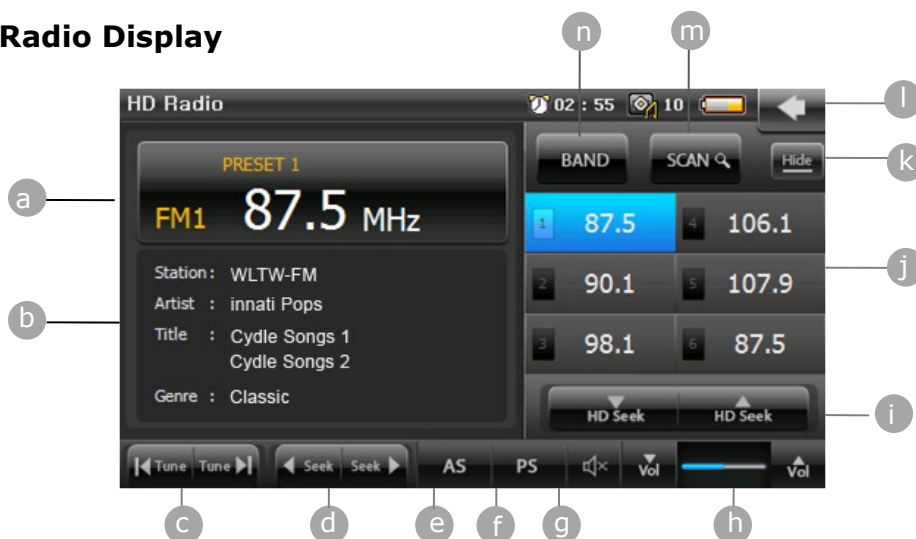 Radio Display
n m
HD Radio 02 : 55 10
l
BAND SCAN Hide
k
a
PRESET 1
FM1 87.5 MHz
1 87.5 4 106.1
2 90.1 5 107.9
3 98.1 6 87.5
j
b
Station : WLTW-FM
Artist : innati Pops
Title : Cydle Songs 1
Cydle Songs 2
Genre : Classic
HD Seek HD Seek
i
Tune Tune Seek Seek AS PS Vol Vol
c d e f g h